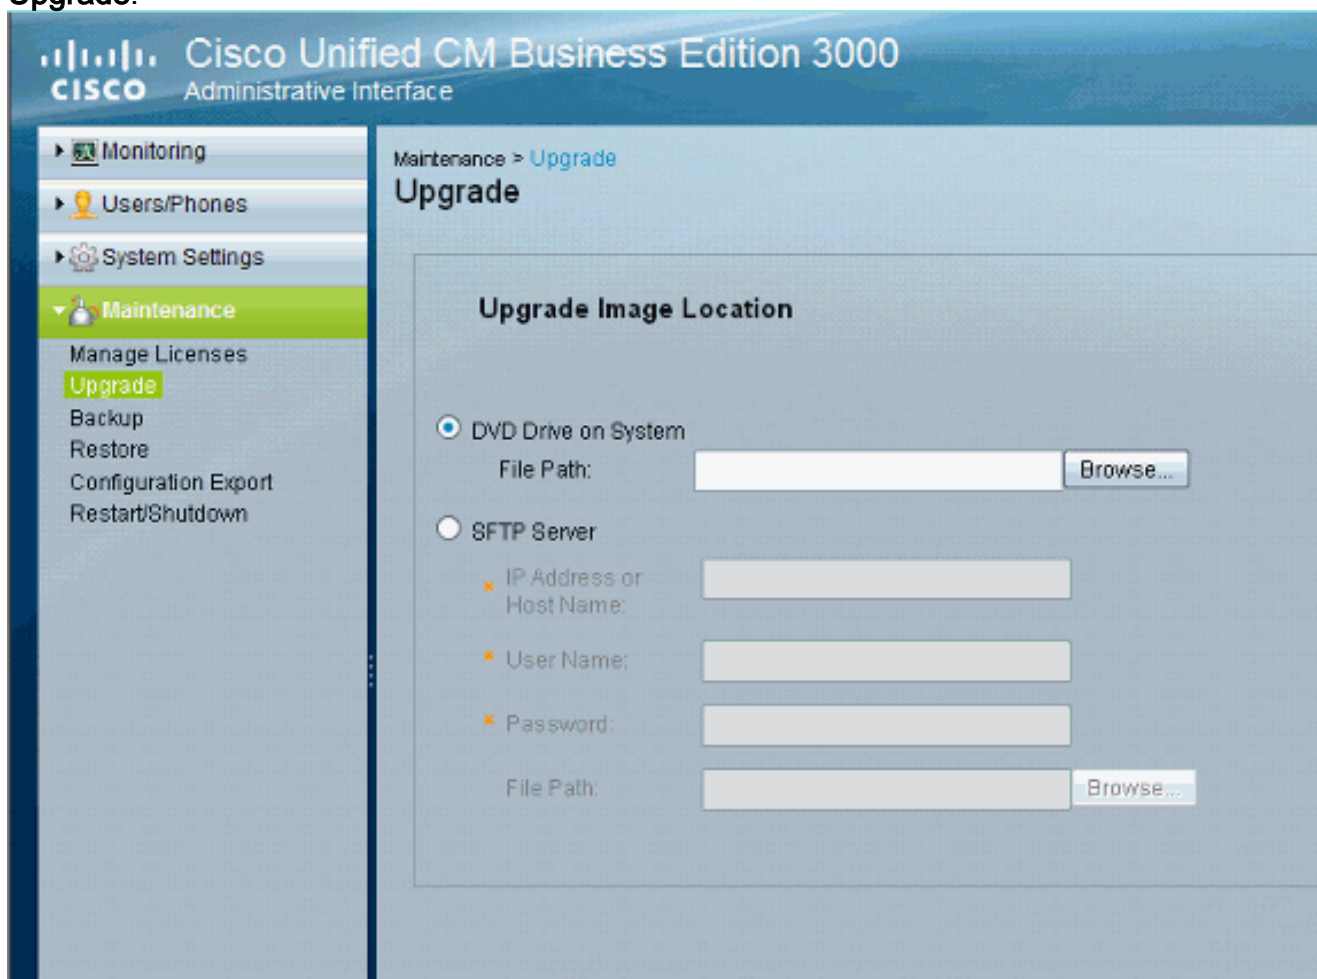 Upgrade.
Cisco Unified CM Business Edition 3000
CISCO Administrative Interface
Monitoring
Users/Phones
System Settings
Maintenance
Manage Licenses
Upgrade
Backup
Restore
Configuration Export
Restart/Shutdown
Maintenance > Upgrade
Upgrade
Upgrade Image Location
DVD Drive on System
File Path: Browse...
SFTP Server
* IP Address or
Host Name:
* User Name:
* Password:
File Path: Browse...